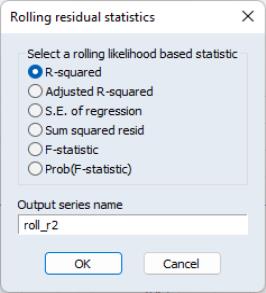 Rolling residual statistics
Select a rolling likelihood based statistic
R-squared
Adjusted R-squared
S.E. of regression
Sum squared resid
F-statistic
Prob(F-statistic)
Output series name
roll_r2
OK
Cancel